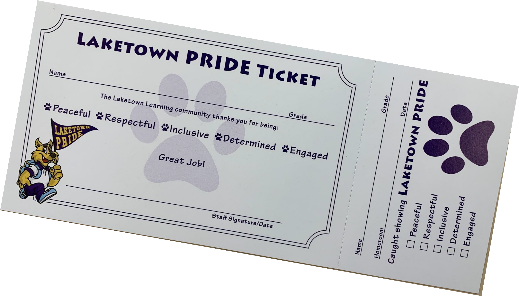 LAKETOWN PRIDE TICKET
Name
Grade
The Laketown Learning community thanks you for being:
Peaceful Respectful Inclusive Determined Engaged
Great Job!
LAKETOWN
PRIDE
Staff Signature/Date
Name
Homeroom
Grade
Date
Caught showing LAKETOWN PRIDE
Peaceful
Respectful
Inclusive
Determined
Engaged